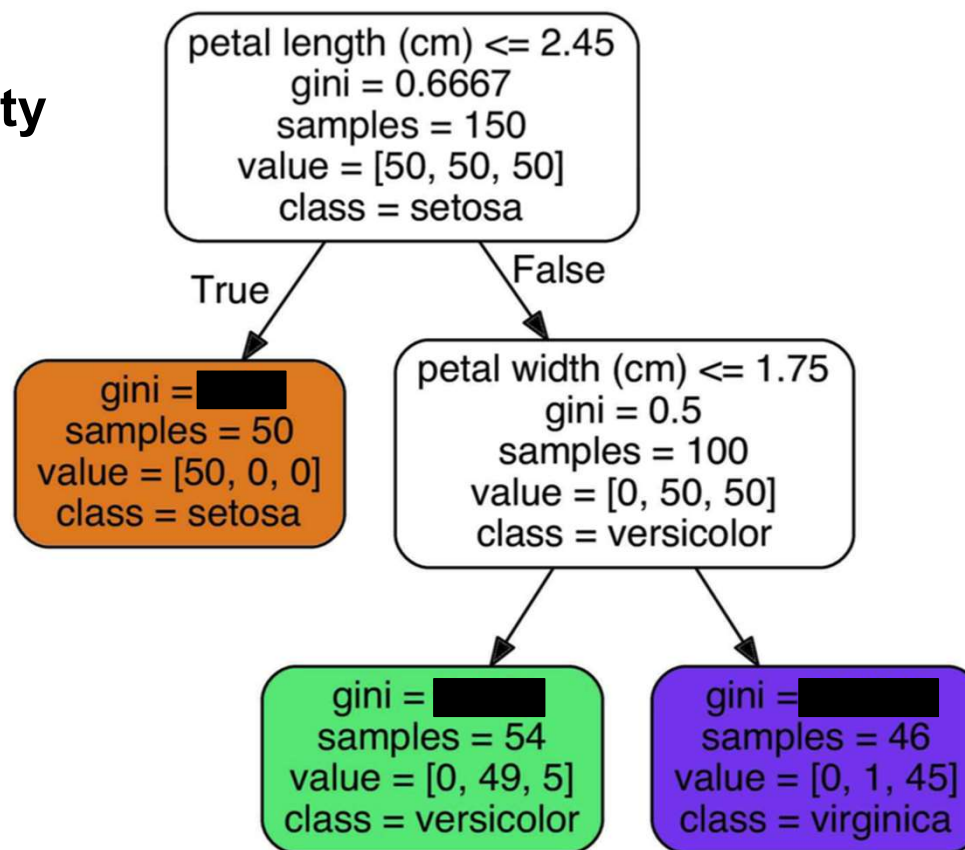 ty
petal length (cm) <= 2.45
gini = 0.6667
samples = 150
value = [50, 50, 50]
class = setosa
True
False
gini =
samples = 50
value = [50, 0, 0]
class = setosa
petal width (cm) <= 1.75
gini = 0.5
samples = 100
value = [0, 50, 50]
class = versicolor
gini =
samples = 54
value = [0, 49, 5]
class = versicolor
gini =
samples = 46
value = [0, 1, 45]
class = virginica